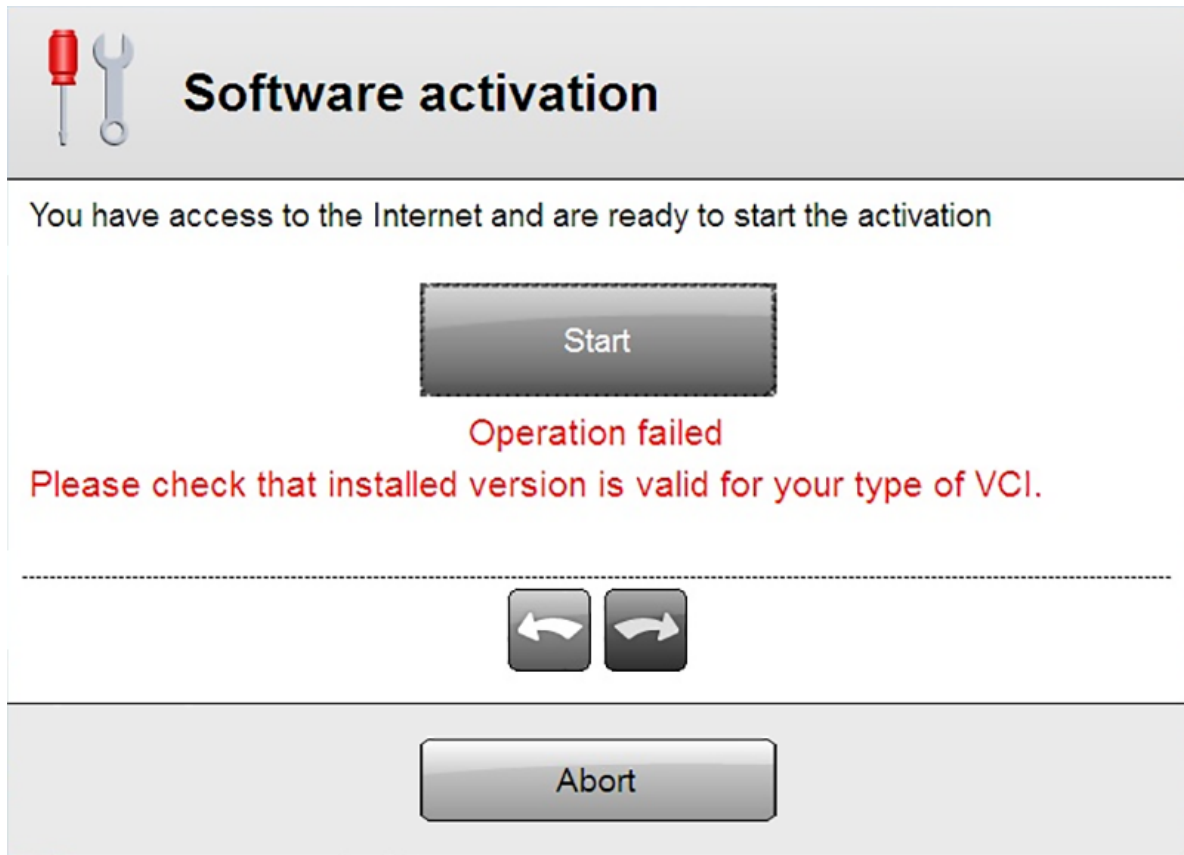 Software activation
You have access to the Internet and are ready to start the activation
Start
Operation failed
Please check that installed version is valid for your type of VCI.
Abort